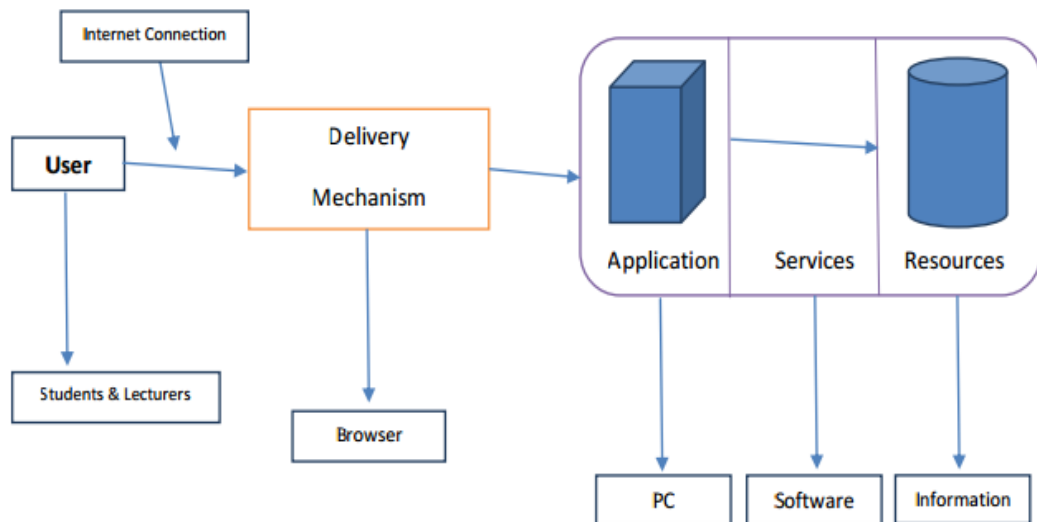 Internet Connection
User
Delivery
Mechanism
Application
Services
Resources
Students & Lecturers
Browser
PC
Software
Information